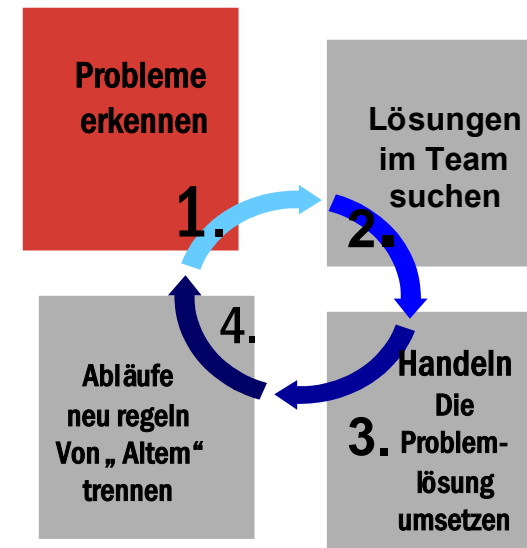 Probleme
erkennen
1.
Lösungen
im Team
suchen
2.
Handeln
Die
3. Problem-
lösung
umsetzen
4.
Abläufe
neu regeln
Von „ Altem“
trennen